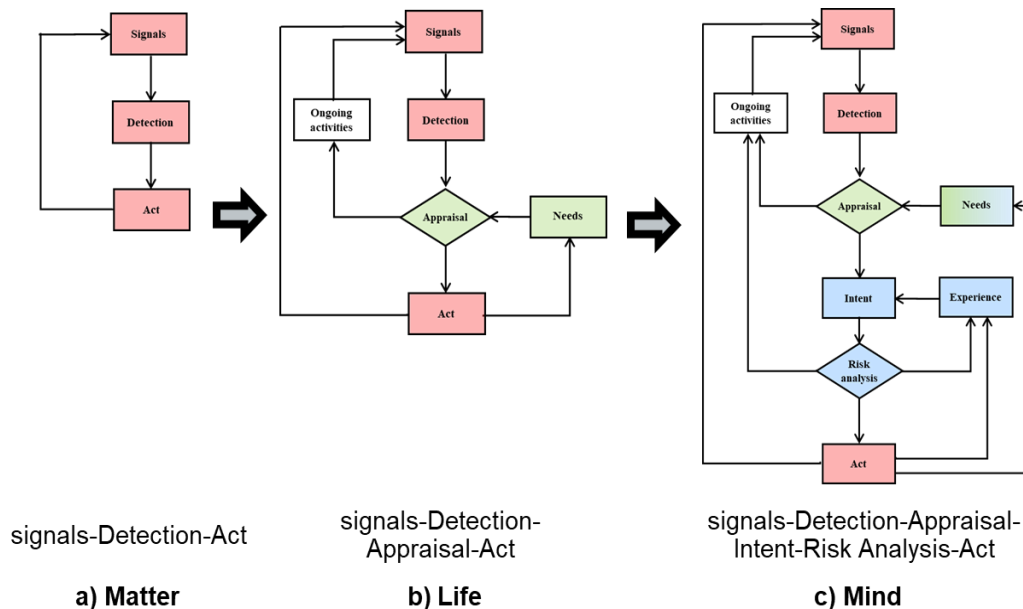 Signals
Detection
Act
signals-Detection-Act
a) Matter
Signals
Ongoing
activities
Detection
Appraisal
Needs
Act
signals-Detection-
Appraisal-Act
b) Life
Signals
Ongoing
activities
Detection
Appraisal
Needs
Intent
Experience
Risk
analysis
Act
signals-Detection-Appraisal-
Intent-Risk Analysis-Act
c) Mind